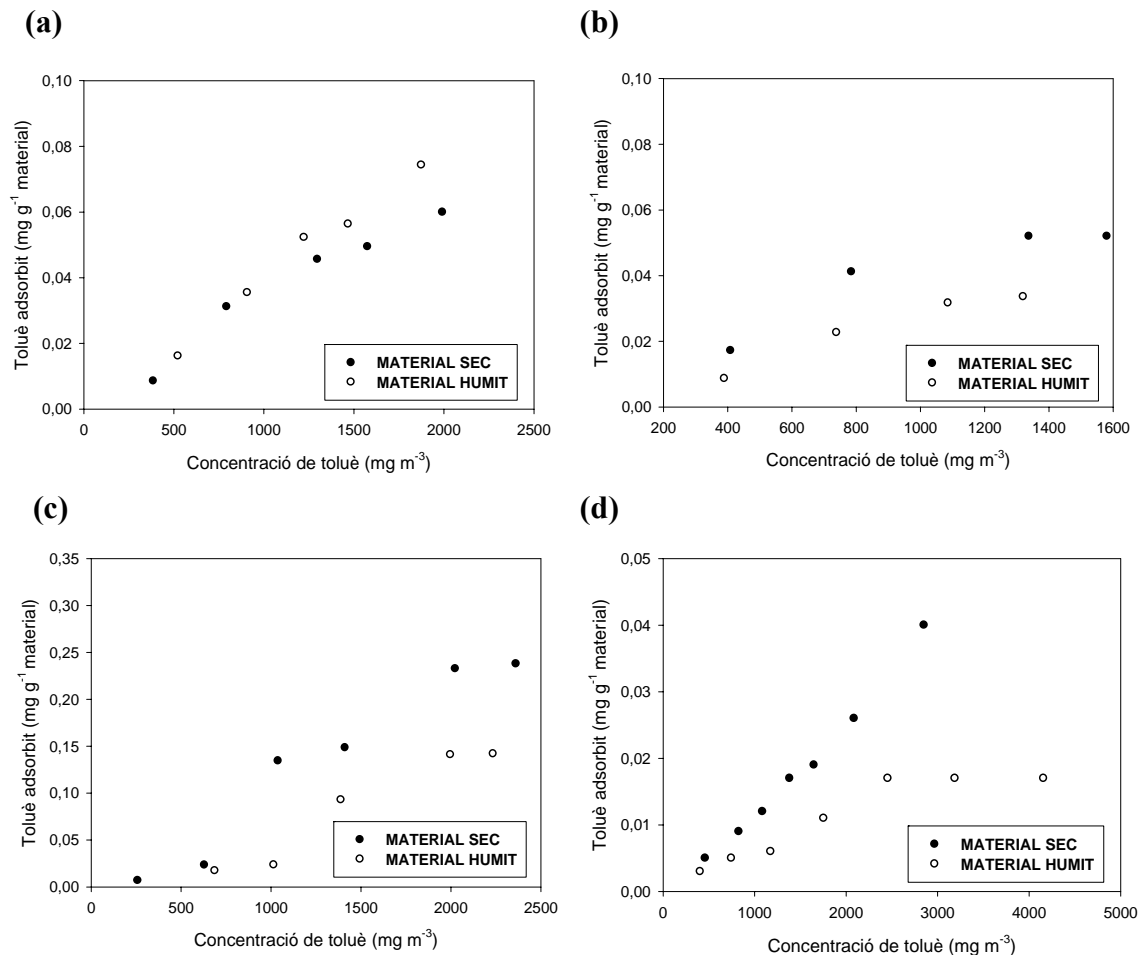 (a)
Toluè adsorbit (mg g⁻¹ material)
0,10
0,08
0,06
0,04
0,02
0,00
MATERIAL SEC
MATERIAL HUMIT
0 500 1000 1500 2000 2500
Concentració de toluè (mg m⁻³)
(b)
Toluè adsorbit (mg g⁻¹ material)
0,10
0,08
0,06
0,04
0,02
0,00
MATERIAL SEC
MATERIAL HUMIT
200 400 600 800 1000 1200 1400 1600
Concentració de toluè (mg m⁻³)
(c)
Toluè adsorbit (mg g⁻¹ material)
0,35
0,30
0,25
0,20
0,15
0,10
0,05
0,00
MATERIAL SEC
MATERIAL HUMIT
0 500 1000 1500 2000 2500
Concentració de toluè (mg m⁻³)
(d)
Toluè adsorbit (mg g⁻¹ material)
0,05
0,04
0,03
0,02
0,01
0,00
MATERIAL SEC
MATERIAL HUMIT
0 1000 2000 3000 4000 5000
Concentració de toluè (mg m⁻³)